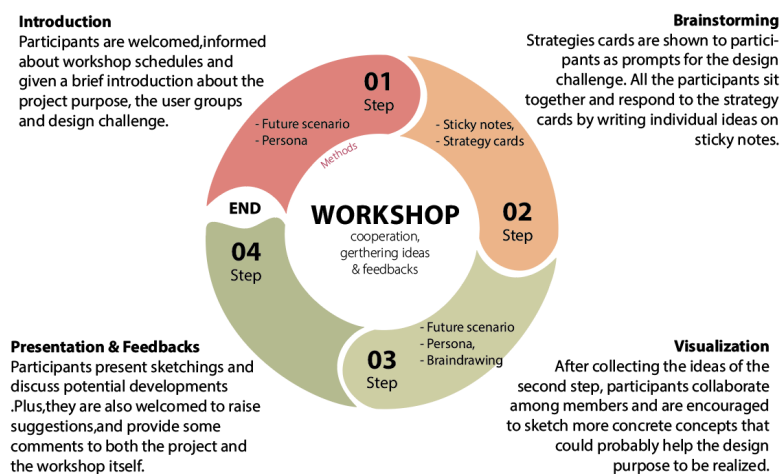 Introduction
Participants are welcomed,informed
about workshop schedules and
given a brief introduction about the
project purpose, the user groups
and design challenge.
Brainstorming
Strategies cards are shown to partici-
pants as prompts for the design
challenge. All the participants sit
together and respond to the strategy
cards by writing individual ideas on
sticky notes.
01
Step
- Future scenario
- Persona
Methods
- Sticky notes,
- Strategy cards
02
Step
END
WORKSHOP
cooperation,
gerthering ideas
& feedbacks
04
Step
- Future scenario
- Persona,
- Braindrawing
03
Step
Presentation & Feedbacks
Participants present sketchings and
discuss potential developments
.Plus,they are also welcomed to raise
suggestions,and provide some
comments to both the project and
the workshop itself.
Visualization
After collecting the ideas of the
second step, participants collaborate
among members and are encouraged
to sketch more concrete concepts that
could probably help the design
purpose to be realized.